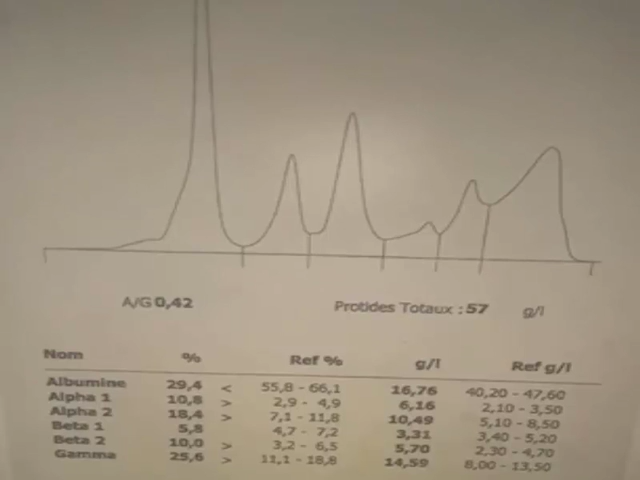 A/G 0,42 Protides Totaux : 57 g/l
Nom % Ref % g/l Ref g/l
Albumine 29,4 < 55,8 - 66,1 16,76 40,20 - 47,60
Alpha 1 10,8 > 2,9 - 4,9 6,16 2,10 - 3,50
Alpha 2 18,4 > 7,1 - 11,8 10,49 5,10 - 8,50
Beta 1 5,8 4,7 - 7,2 3,31 3,40 - 5,20
Beta 2 10,0 > 3,2 - 6,5 5,70 2,30 - 4,70
Gamma 25,6 > 11,1 - 18,8 14,59 8,00 - 13,50